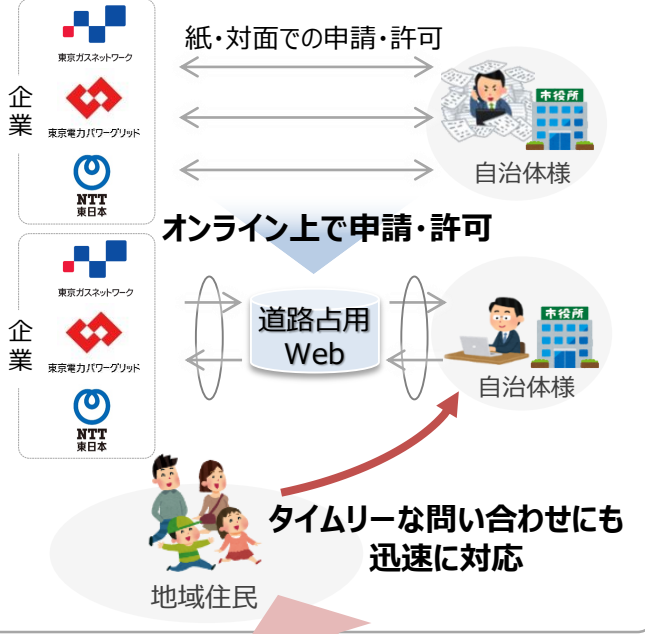 紙・対面での申請・許可
企業
東京ガスネットワーク
東京電力パワーグリッド
NTT
東日本
市役所
自治体様
オンライン上で申請・許可
企業
東京ガスネットワーク
東京電力パワーグリッド
NTT
東日本
道路占用
Web
市役所
自治体様
タイムリーな問い合わせにも
迅速に対応
地域住民